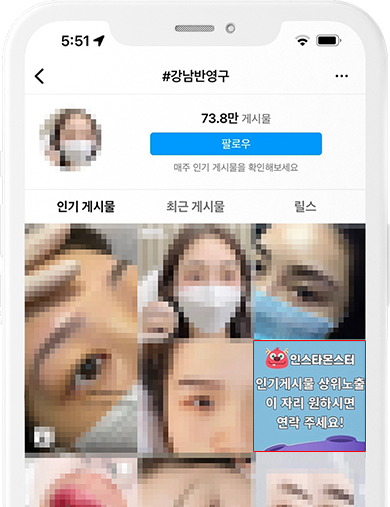 5:51
#강남반영구
73.8만 게시물
팔로우
매주 인기 게시물을 확인해보세요
인기 게시물
최근 게시물
릴스
인스타몬스터
인기게시물 상위노출
이 자리 원하시면
연락 주세요!